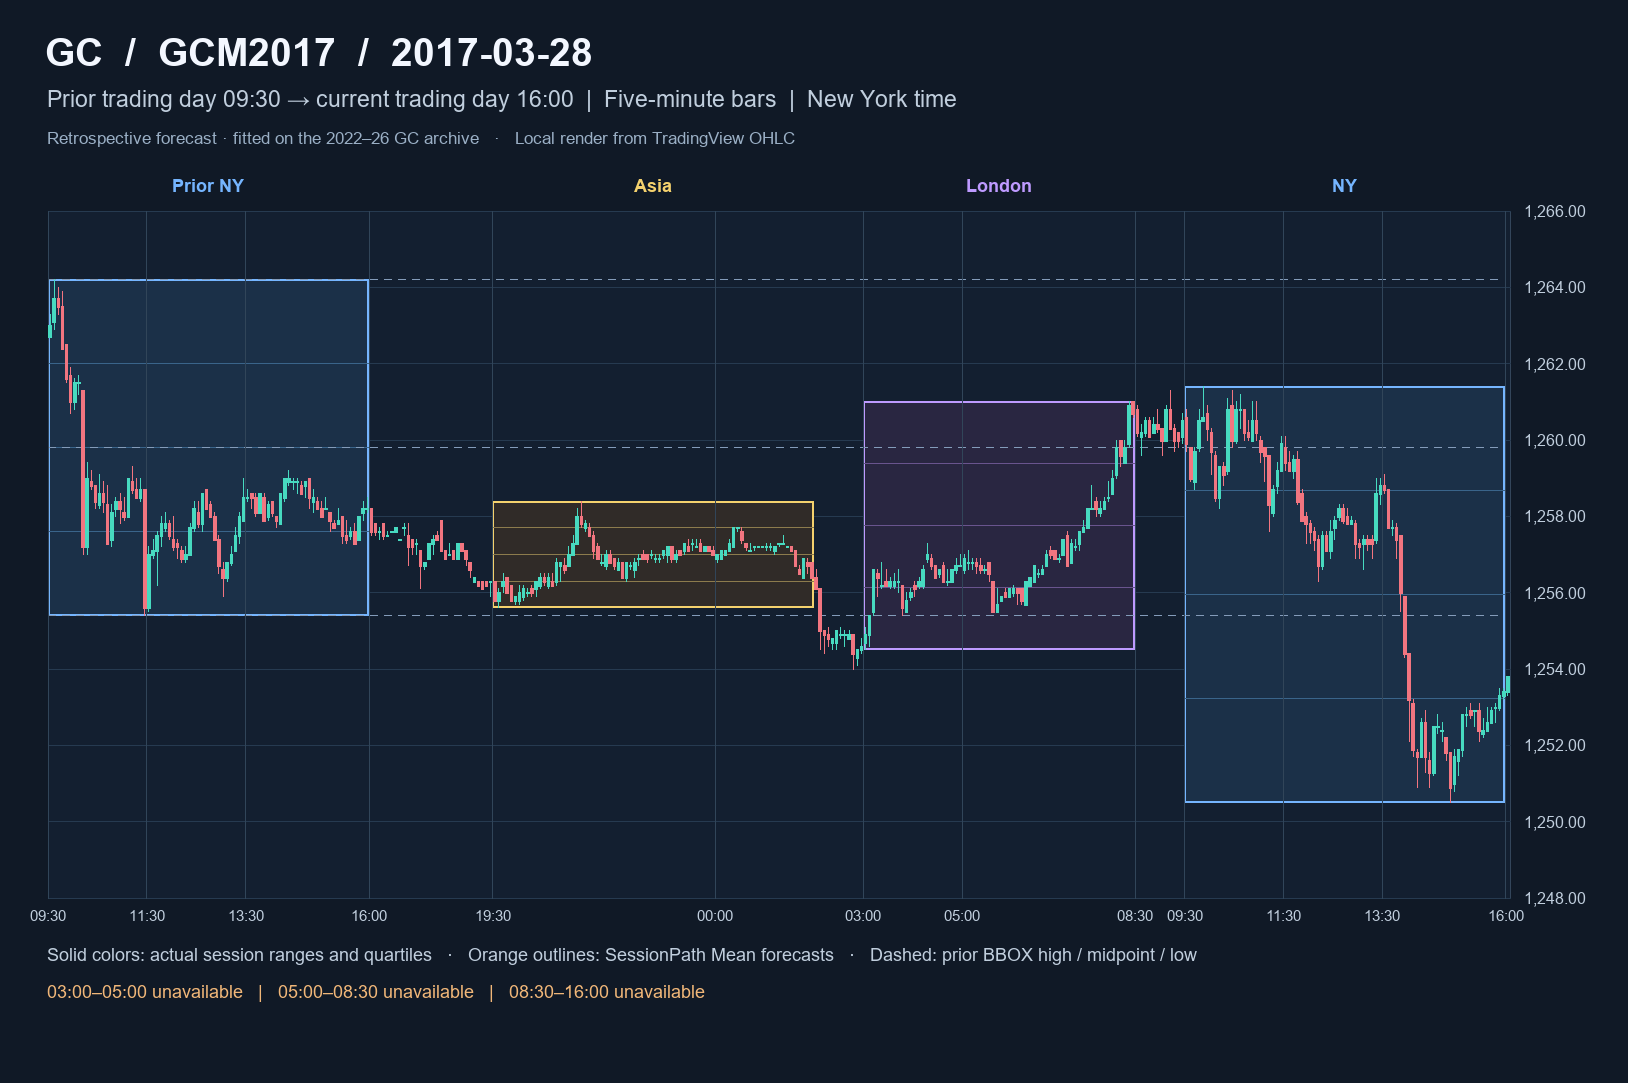 GC / GCM2017 / 2017-03-28
Prior trading day 09:30 → current trading day 16:00 | Five-minute bars | New York time
Retrospective forecast · fitted on the 2022–26 GC archive · Local render from TradingView OHLC
Prior NY Asia London NY
1,266.00
1,264.00
1,262.00
1,260.00
1,258.00
1,256.00
1,254.00
1,252.00
1,250.00
1,248.00
09:30 11:30 13:30 16:00 19:30 00:00 03:00 05:00 08:30 09:30 11:30 13:30 16:00
Solid colors: actual session ranges and quartiles · Orange outlines: SessionPath Mean forecasts · Dashed: prior BBOX high / midpoint / low
03:00–05:00 unavailable | 05:00–08:30 unavailable | 08:30–16:00 unavailable